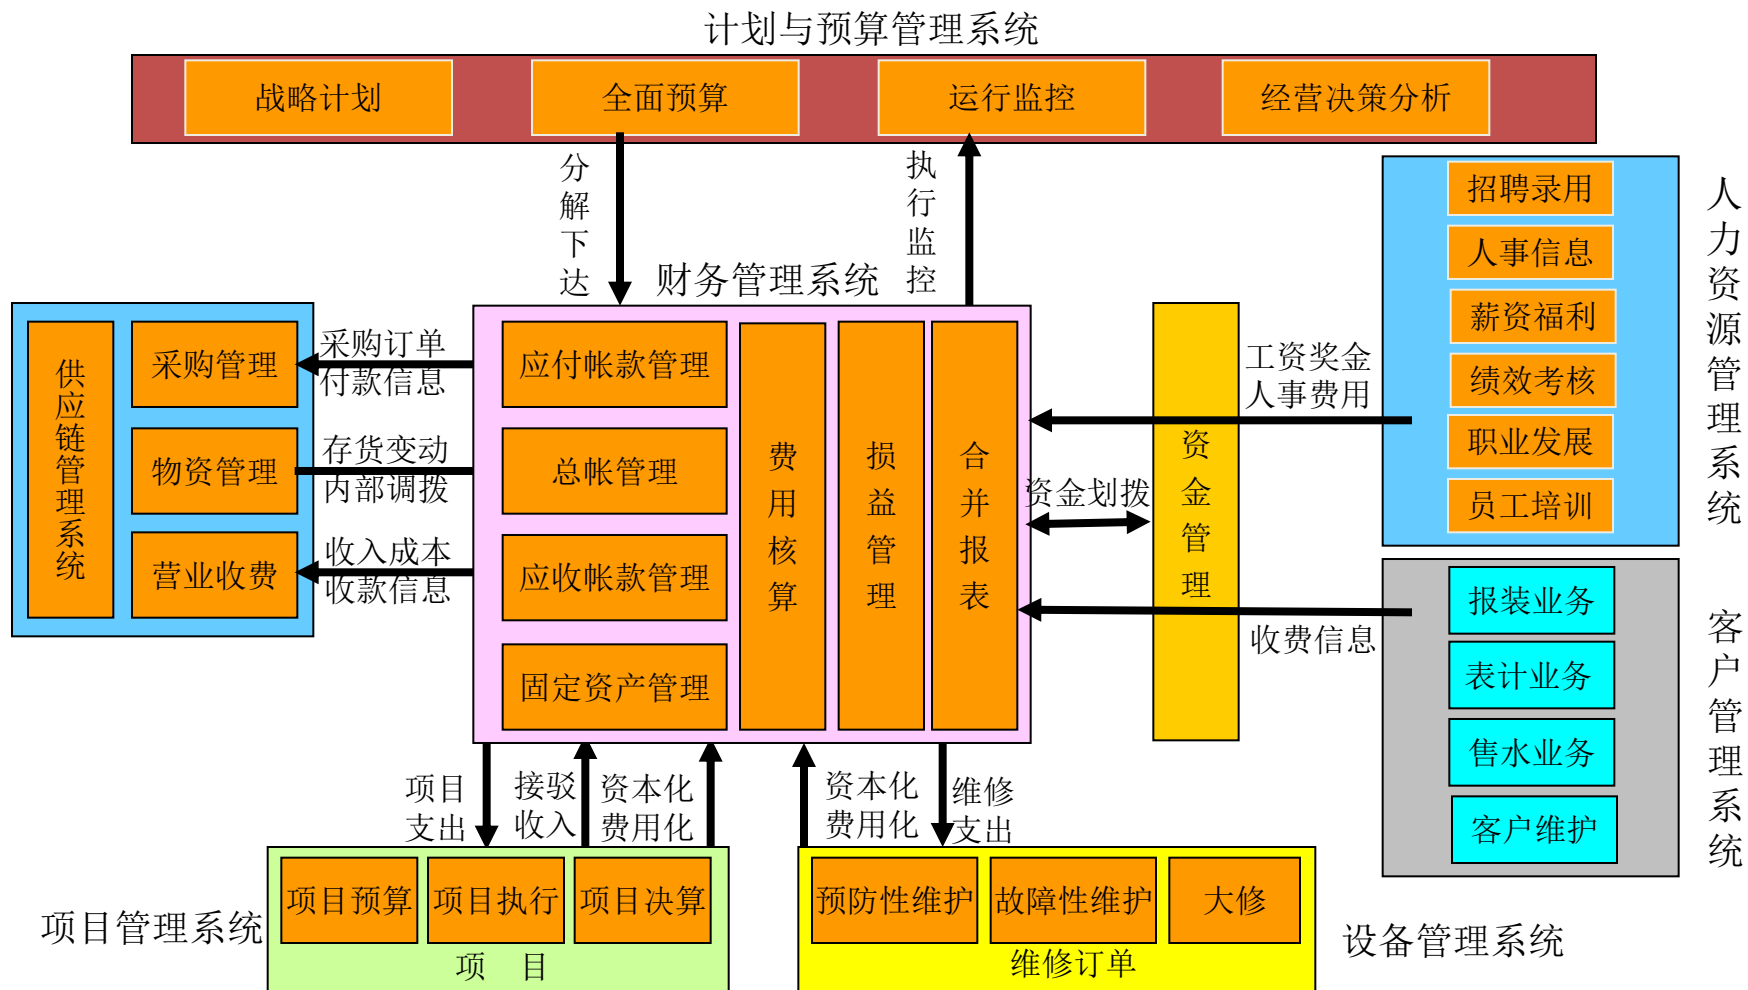 计划与预算管理系统
战略计划
全面预算
运行监控
经营决策分析
分解下达
执行监控
财务管理系统
供应链管理系统
采购管理
物资管理
营业收费
采购订单
付款信息
存货变动
内部调拨
收入成本
收款信息
应付帐款管理
总帐管理
应收帐款管理
固定资产管理
费用核算
损益管理
合并报表
资金划拨
资金管理
工资奖金
人事费用
收费信息
招聘录用
人事信息
薪资福利
绩效考核
职业发展
员工培训
人力资源管理系统
报装业务
表计业务
售水业务
客户维护
客户管理系统
项目
支出
接驳
收入
资本化
费用化
资本化
费用化
维修
支出
项目管理系统
项目预算
项目执行
项目决算
项 目
预防性维护
故障性维护
大修
维修订单
设备管理系统